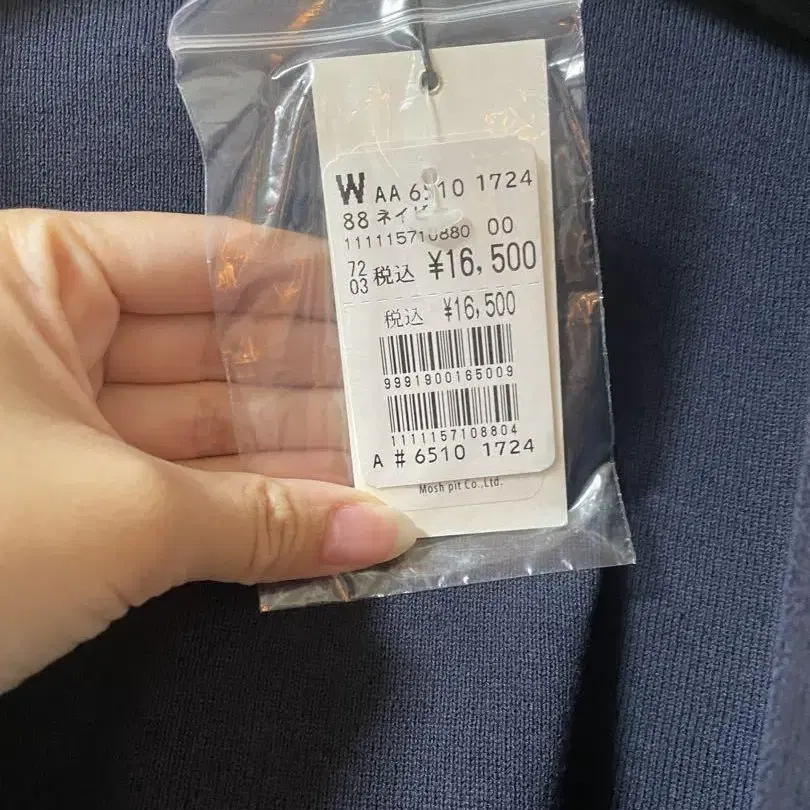 W AA 6510 1724
88 ネイビ
111115710880 00
72
03 税込 ¥16,500
税込 ¥16,500
9991900165009
1111157108804
A # 6510 1724
Mosh pit Co.,Ltd.